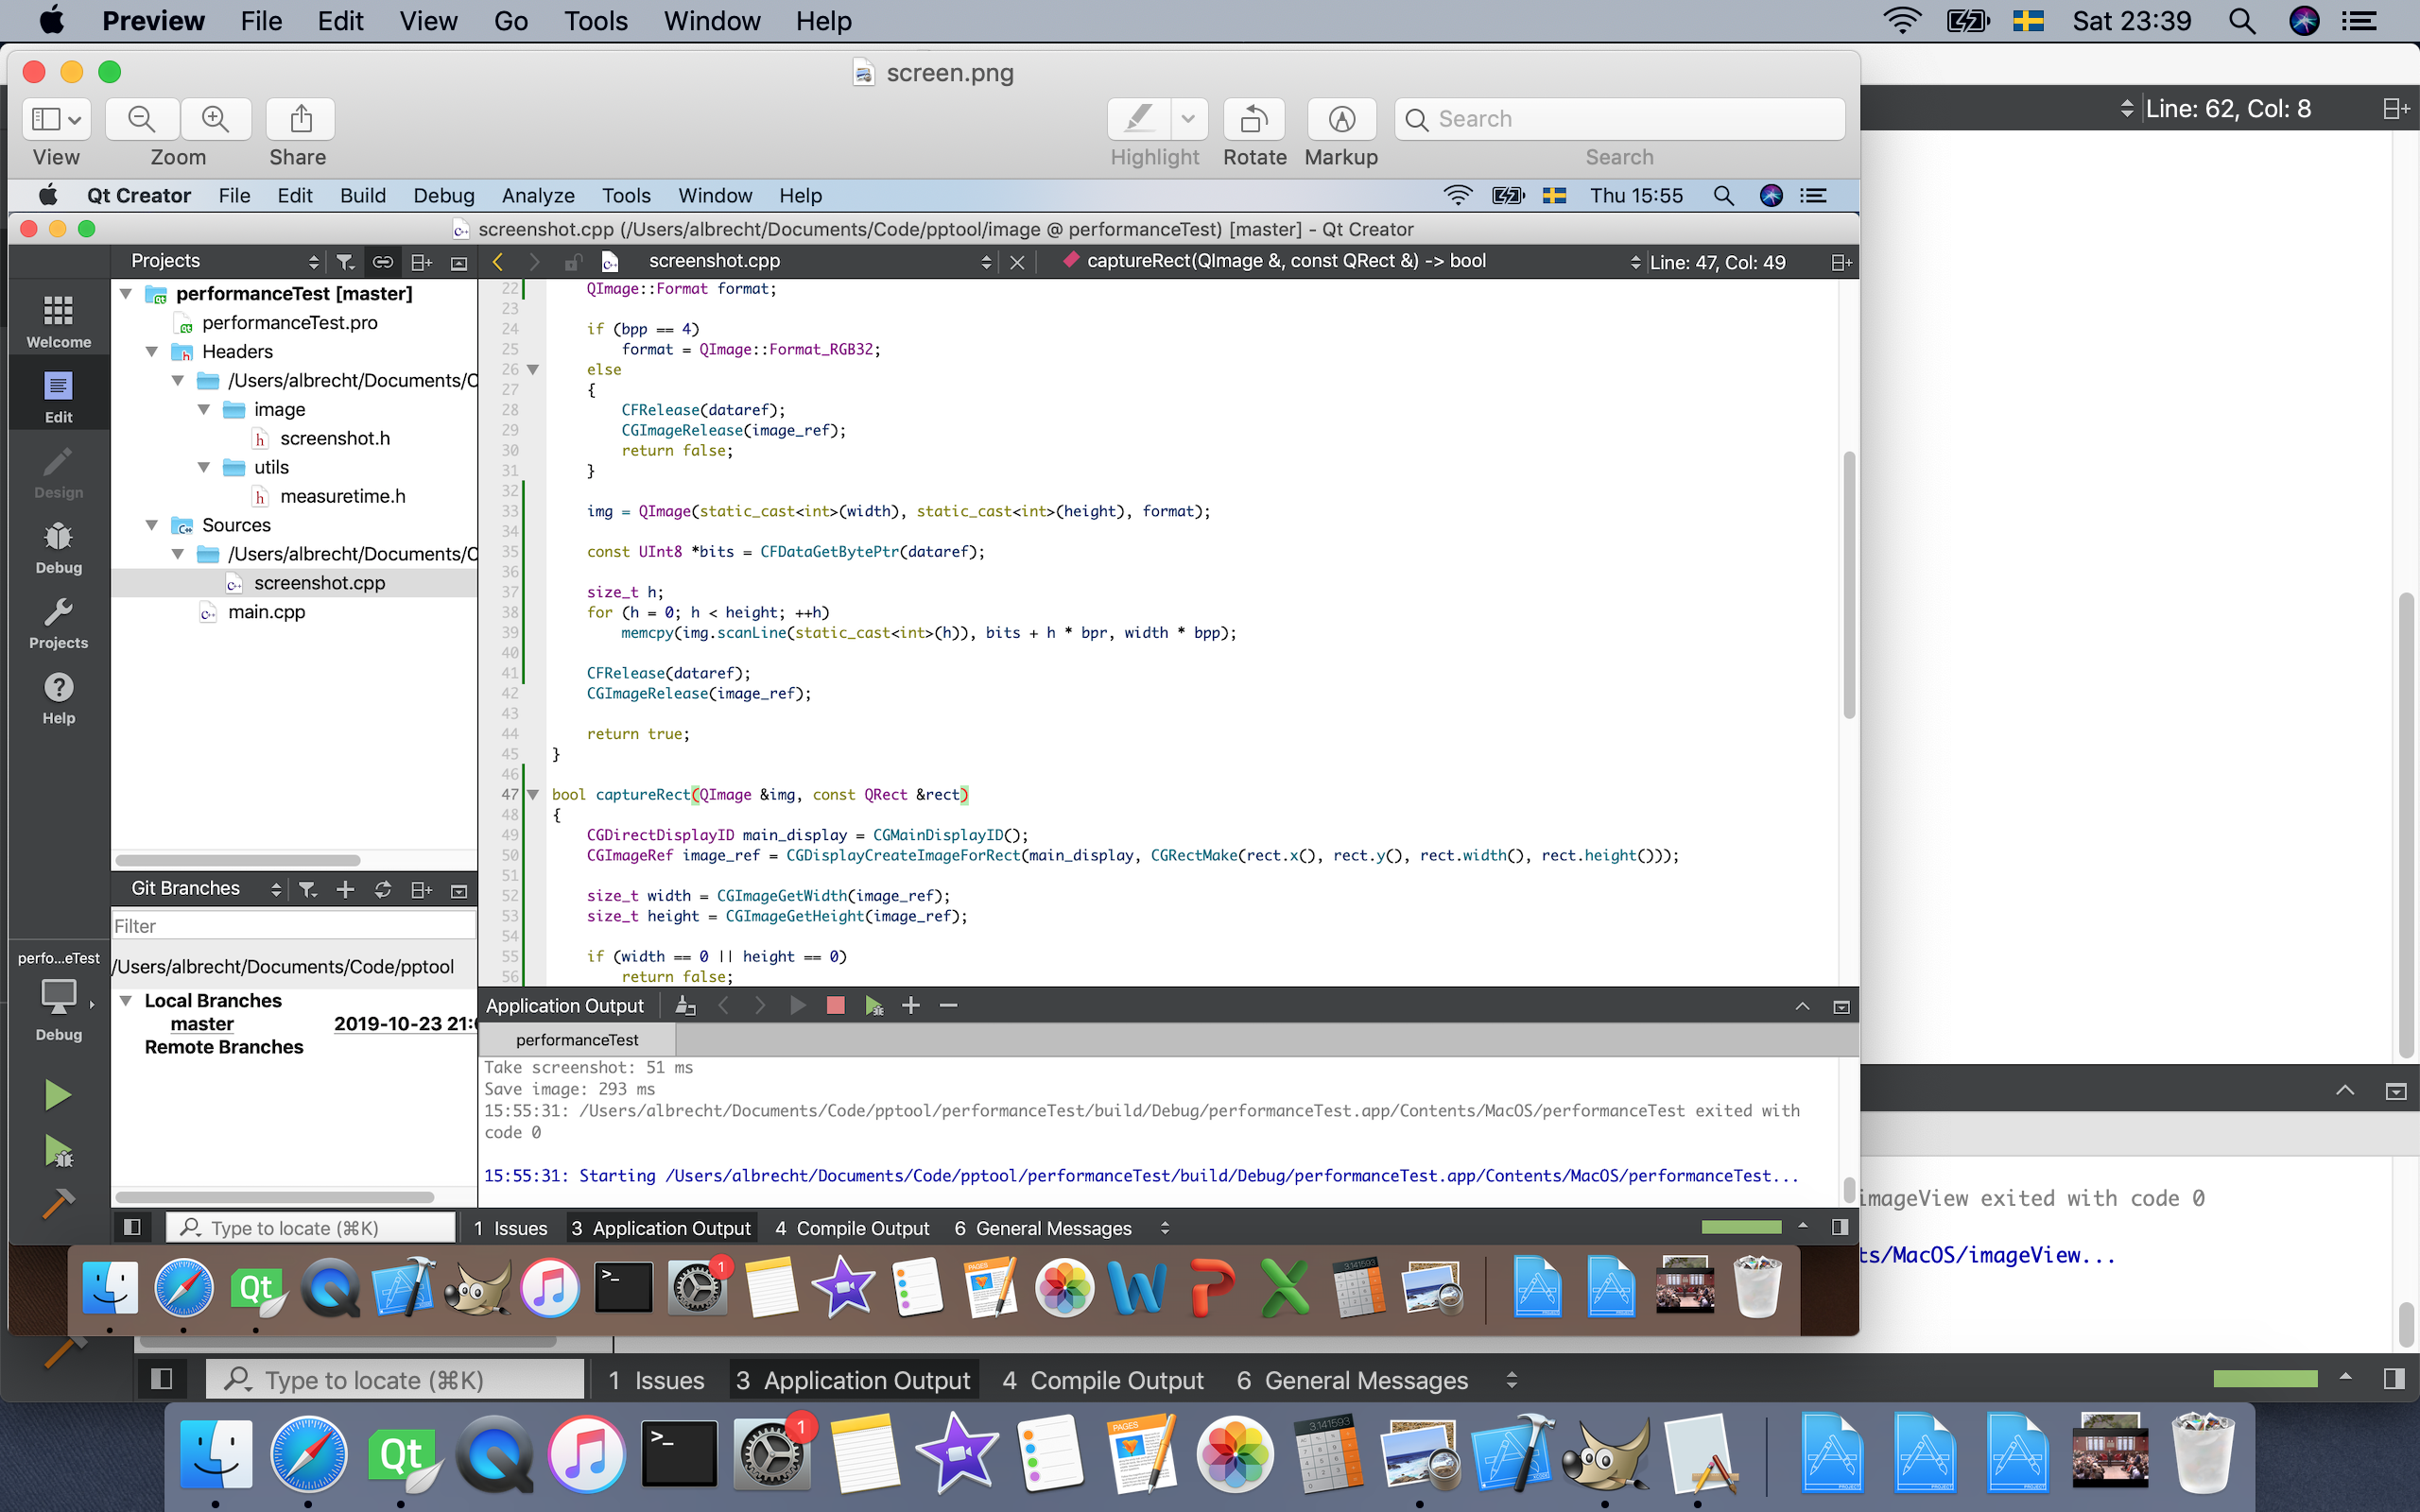 Preview File Edit View Go Tools Window Help Sat 23:39
screen.png
Search
View Zoom Share Highlight Rotate Markup Search
Line: 62, Col: 8
Qt Creator File Edit Build Debug Analyze Tools Window Help Thu 15:55
screenshot.cpp (/Users/albrecht/Documents/Code/pptool/image @ performanceTest) [master] - Qt Creator
Projects screenshot.cpp captureRect(QImage &, const QRect &) -> bool Line: 47, Col: 49
Welcome
Edit
Design
Debug
Projects
Help
performanceTest [master]
performanceTest.pro
Headers
/Users/albrecht/Documents/C
image
screenshot.h
utils
measuretime.h
Sources
/Users/albrecht/Documents/C
screenshot.cpp
main.cpp
22 QImage::Format format;
23
24 if (bpp == 4)
25 format = QImage::Format_RGB32;
26 else
27 {
28 CFRelease(dataref);
29 CGImageRelease(image_ref);
30 return false;
31 }
32
33 img = QImage(static_cast<int>(width), static_cast<int>(height), format);
34
35 const UInt8 *bits = CFDataGetBytePtr(dataref);
36
37 size_t h;
38 for (h = 0; h < height; ++h)
39 memcpy(img.scanLine(static_cast<int>(h)), bits + h * bpr, width * bpp);
40
41 CFRelease(dataref);
42 CGImageRelease(image_ref);
43
44 return true;
45 }
46
47 bool captureRect(QImage &img, const QRect &rect)
48 {
49 CGDirectDisplayID main_display = CGMainDisplayID();
50 CGImageRef image_ref = CGDisplayCreateImageForRect(main_display, CGRectMake(rect.x(), rect.y(), rect.width(), rect.height()));
51
52 size_t width = CGImageGetWidth(image_ref);
53 size_t height = CGImageGetHeight(image_ref);
54
55 if (width == 0 || height == 0)
56 return false;
Git Branches
Filter
/Users/albrecht/Documents/Code/pptool
Local Branches
master 2019-10-23 21:
Remote Branches
perfo...eTest
Debug
Application Output
performanceTest
Take screenshot: 51 ms
Save image: 293 ms
15:55:31: /Users/albrecht/Documents/Code/pptool/performanceTest/build/Debug/performanceTest.app/Contents/MacOS/performanceTest exited with
code 0
15:55:31: Starting /Users/albrecht/Documents/Code/pptool/performanceTest/build/Debug/performanceTest.app/Contents/MacOS/performanceTest...
Type to locate (⌘K) 1 Issues 3 Application Output 4 Compile Output 6 General Messages
imageView exited with code 0
ts/MacOS/imageView...
Qt >_ 1 3.141593
Type to locate (⌘K) 1 Issues 3 Application Output 4 Compile Output 6 General Messages
Qt >_ 1 PAGES 3.141593 PROJECT PROJECT PROJECT